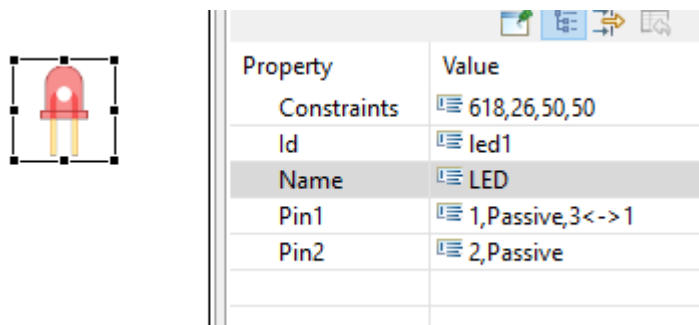 Property Value
Constraints 618,26,50,50
Id led1
Name LED
Pin1 1,Passive,3<->1
Pin2 2,Passive